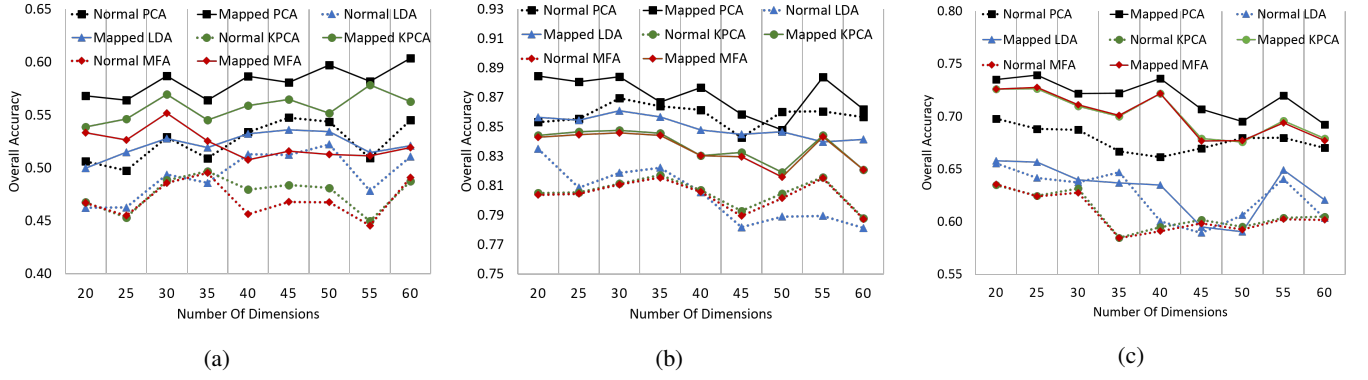 0.65
0.60
0.55
0.50
0.45
0.40
Overall Accuracy
Normal PCA Mapped PCA Normal LDA
Mapped LDA Normal KPCA Mapped KPCA
Normal MFA Mapped MFA
20 25 30 35 40 45 50 55 60
Number Of Dimensions
(a)
0.93
0.91
0.89
0.87
0.85
0.83
0.81
0.79
0.77
0.75
Overall Accuracy
Normal PCA Mapped PCA Normal LDA
Mapped LDA Normal KPCA Mapped KPCA
Normal MFA Mapped MFA
20 25 30 35 40 45 50 55 60
Number Of Dimensions
(b)
0.80
0.75
0.70
0.65
0.60
0.55
Overall Accuracy
Normal PCA Mapped PCA Normal LDA
Mapped LDA Normal KPCA Mapped KPCA
Normal MFA Mapped MFA
20 25 30 35 40 45 50 55 60
Number Of Dimensions
(c)